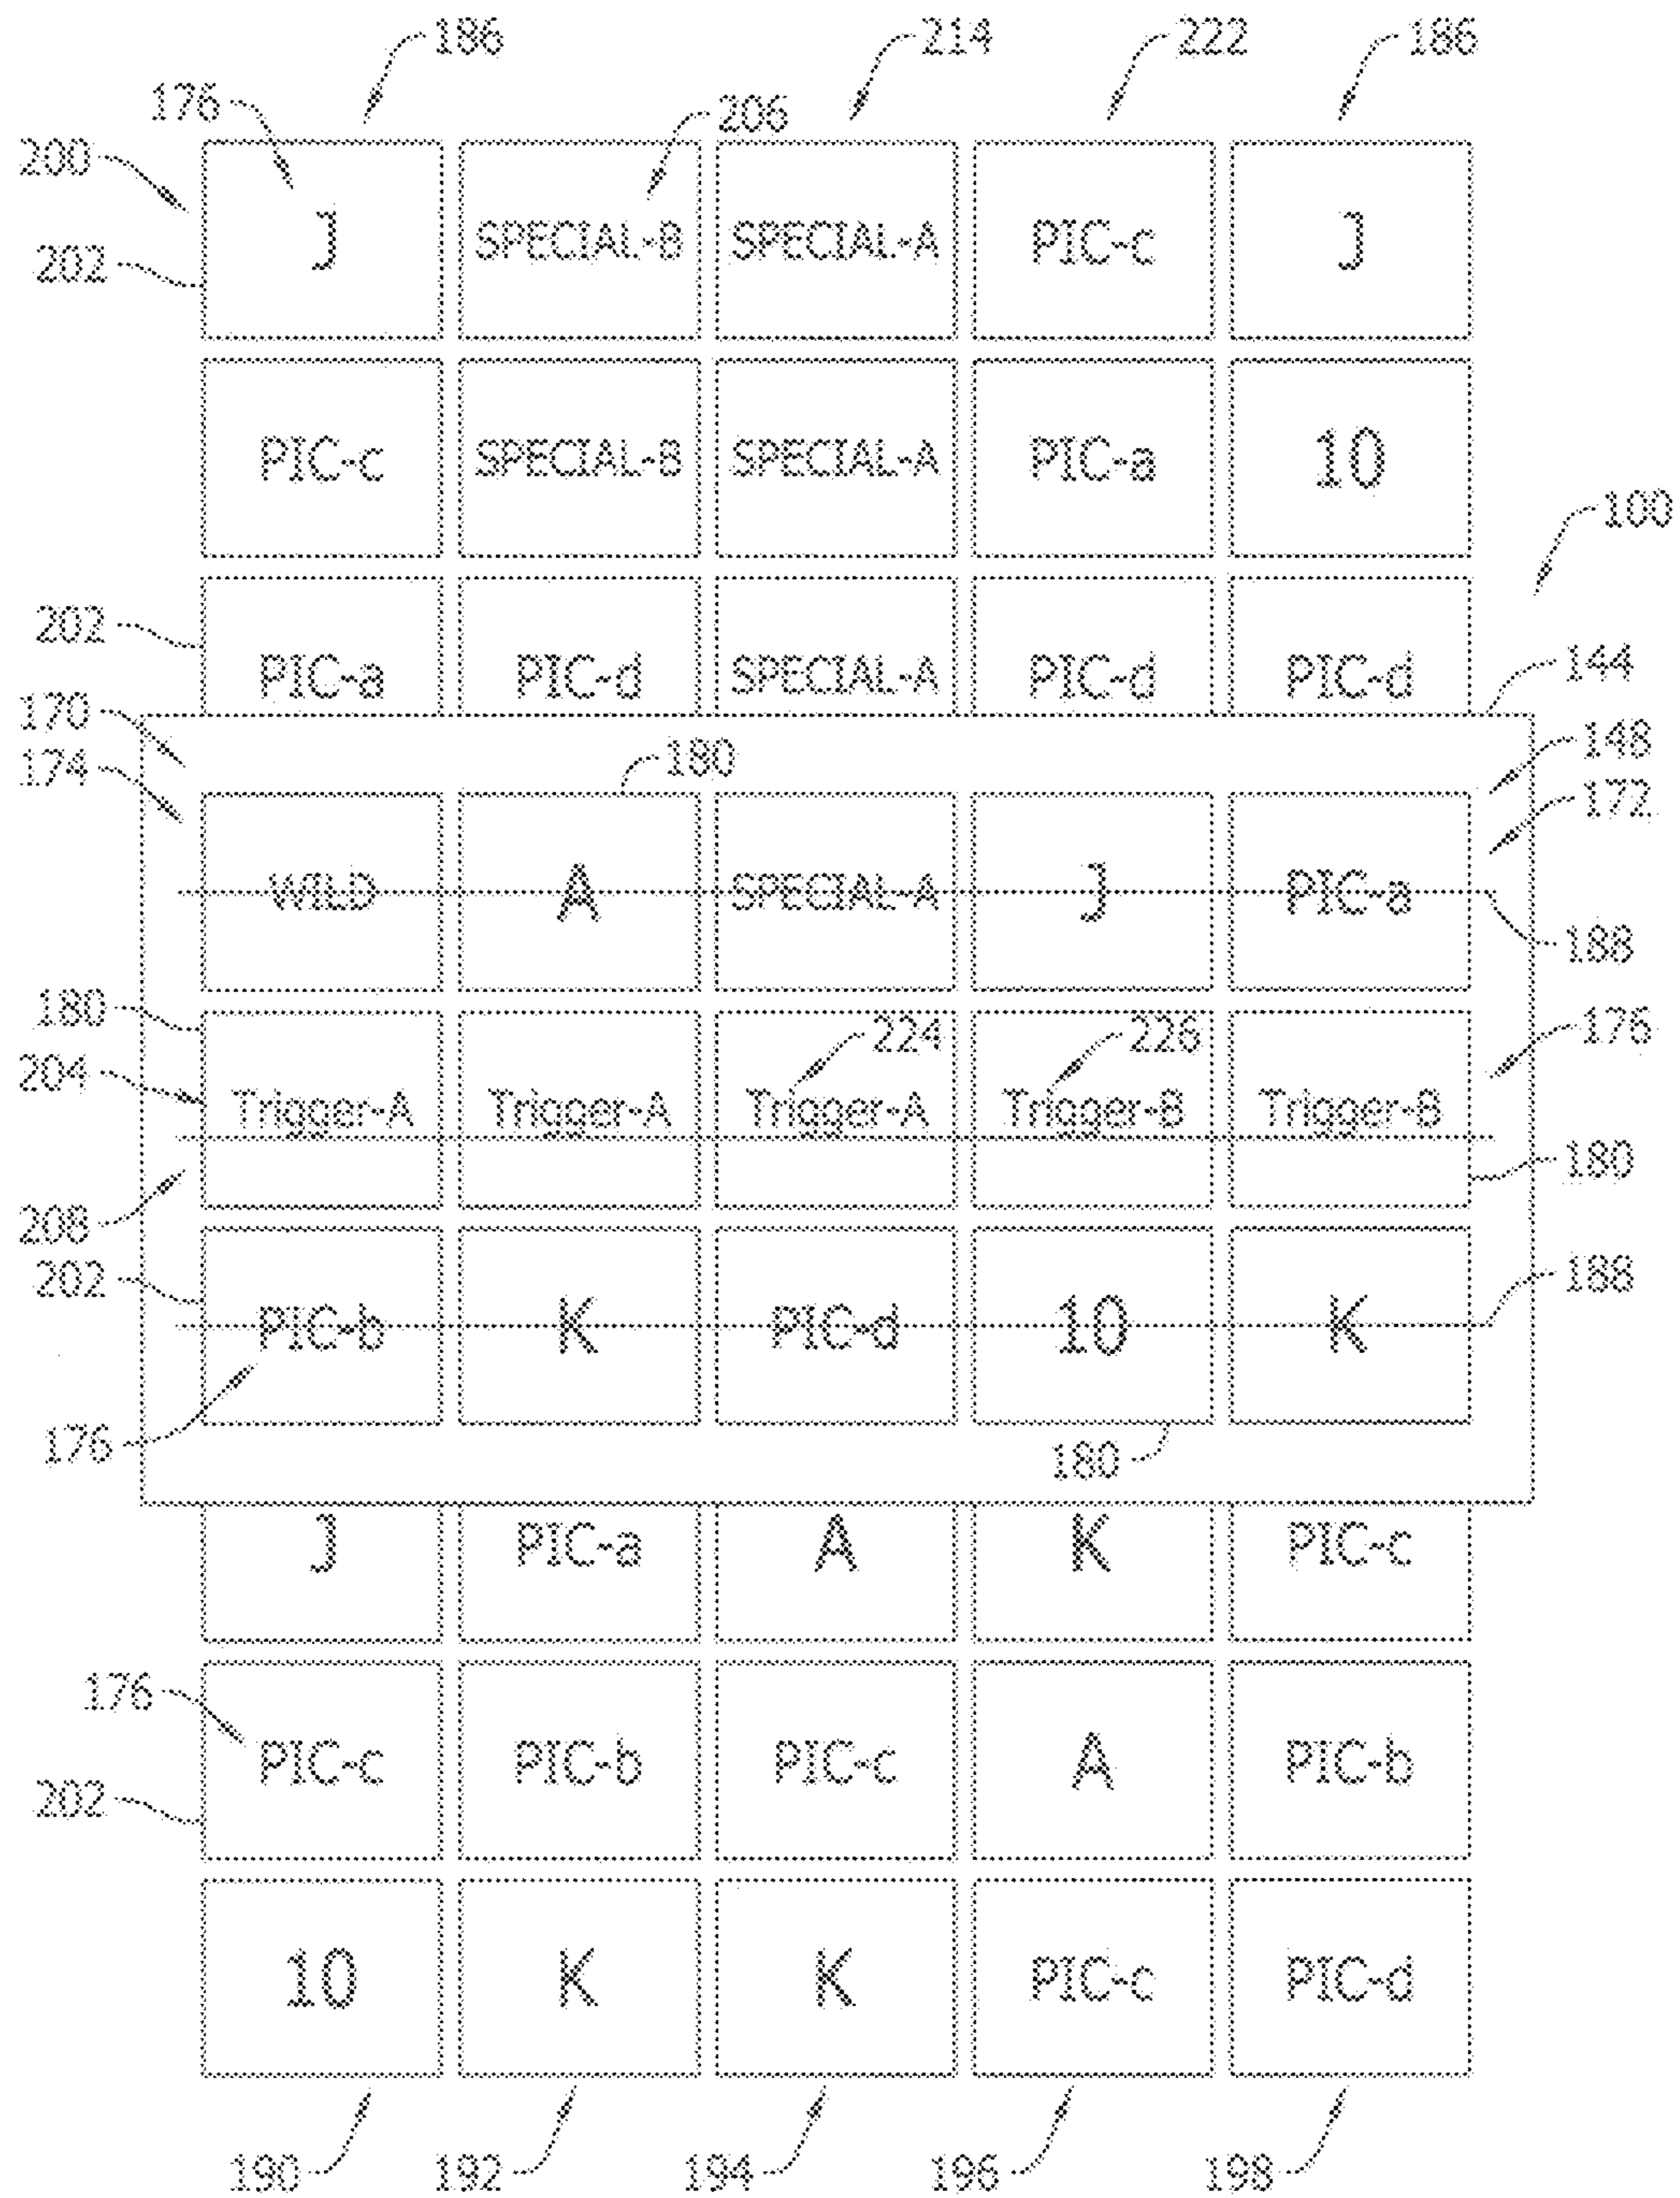 186 214 222 186
176 206
200
J SPECIAL-B SPECIAL-A PIC-c J
202
PIC-c SPECIAL-B SPECIAL-A PIC-a 10
100
202
PIC-a PIC-d SPECIAL-A PIC-d PIC-d
144
170
148
174 180
172
WILD A SPECIAL-A J PIC-a
188
180
224 226 176
204
Trigger-A Trigger-A Trigger-A Trigger-B Trigger-B
180
208
202 188
PIC-b K PIC-d 10 K
176 180
J PIC-a A K PIC-c
176
PIC-c PIC-b PIC-c A PIC-b
202
10 K K PIC-c PIC-d
190 192 194 196 198